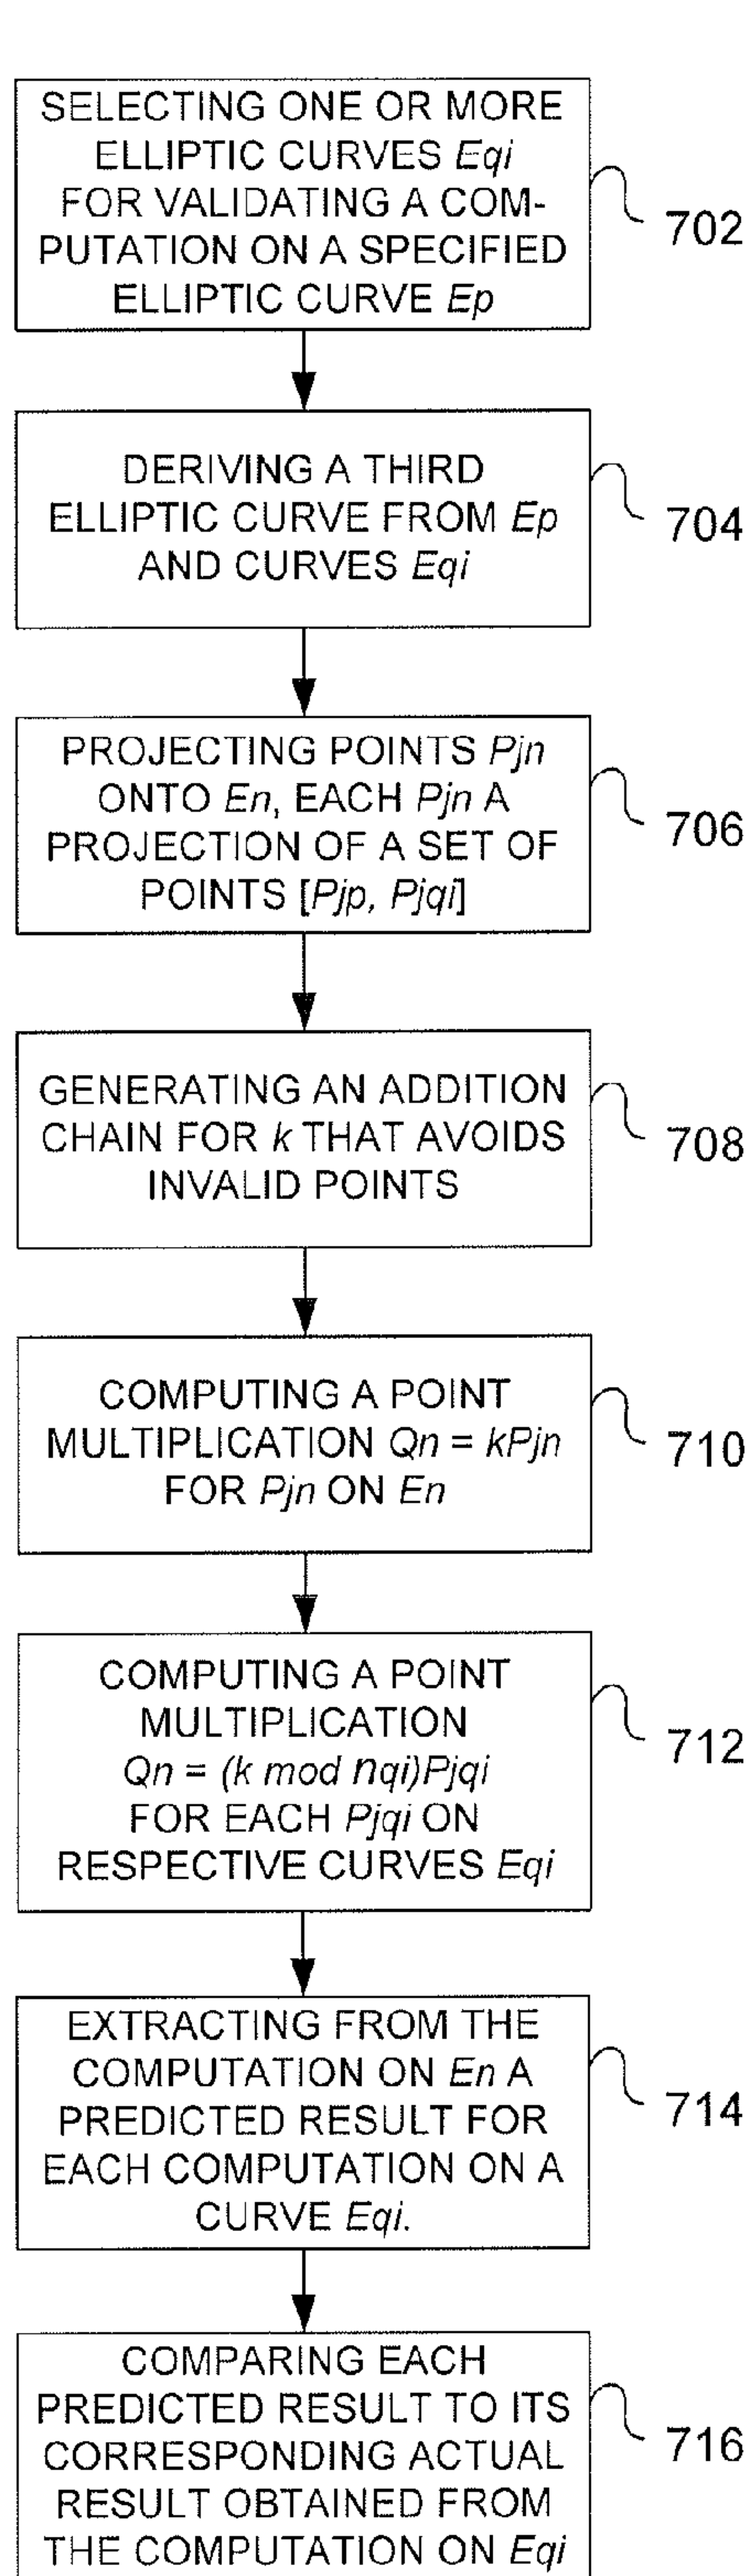 SELECTING ONE OR MORE
ELLIPTIC CURVES Eqi
FOR VALIDATING A COM-
PUTATION ON A SPECIFIED
ELLIPTIC CURVE Ep
702
DERIVING A THIRD
ELLIPTIC CURVE FROM Ep
AND CURVES Eqi
704
PROJECTING POINTS Pjn
ONTO En, EACH Pjn A
PROJECTION OF A SET OF
POINTS [Pjp, Pjqi]
706
GENERATING AN ADDITION
CHAIN FOR k THAT AVOIDS
INVALID POINTS
708
COMPUTING A POINT
MULTIPLICATION Qn = kPjn
FOR Pjn ON En
710
COMPUTING A POINT
MULTIPLICATION
Qn = (k mod nqi)Pjqi
FOR EACH Pjqi ON
RESPECTIVE CURVES Eqi
712
EXTRACTING FROM THE
COMPUTATION ON En A
PREDICTED RESULT FOR
EACH COMPUTATION ON A
CURVE Eqi.
714
COMPARING EACH
PREDICTED RESULT TO ITS
CORRESPONDING ACTUAL
RESULT OBTAINED FROM
THE COMPUTATION ON Eqi
716